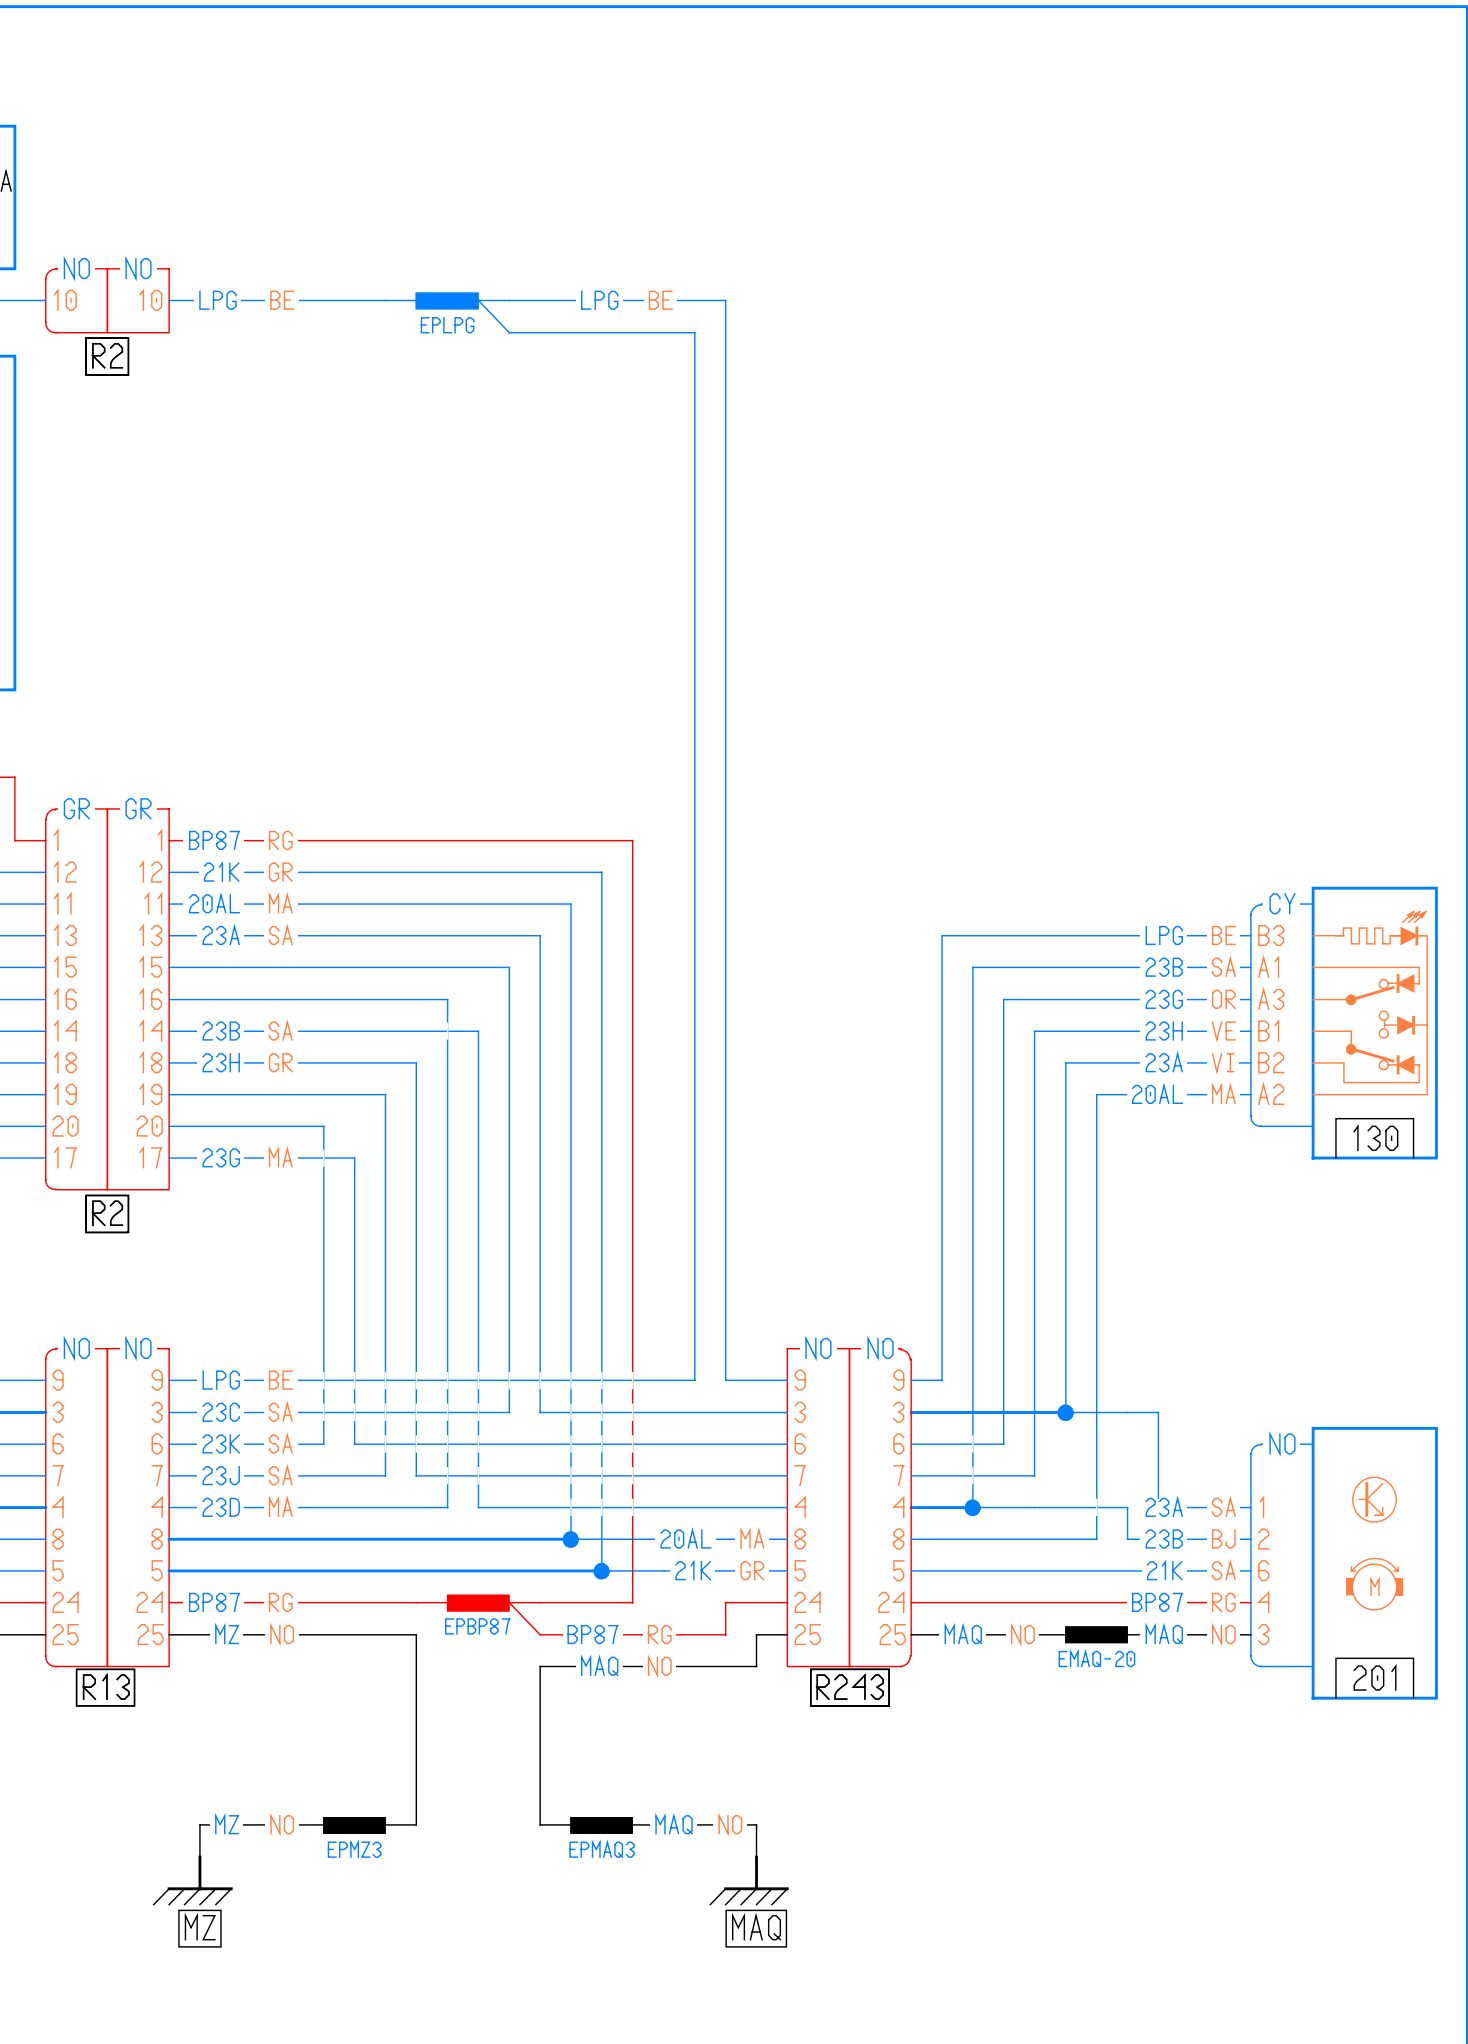 A
NO NO
10 10 LPG BE LPG BE
EPLPG
R2
GR GR
1 1 BP87 RG
12 12 21K GR
11 11 20AL MA CY
13 13 23A SA LPG BE B3
15 15 23B SA A1
16 16 23G OR A3
14 14 23B SA 23H VE B1
18 18 23H GR 23A VI B2
19 19 20AL MA A2
20 20
130
17 17 23G MA
R2
NO NO NO NO
9 9 LPG BE 9 9
3 3 23C SA 3 3
6 6 23K SA 6 6 NO
7 7 23J SA 7 7
4 4 23D MA 4 4 23A SA 1
8 8 20AL MA 8 8 23B BJ 2
5 5 21K GR 5 5 21K SA 6
M
24 24 BP87 RG 24 24 BP87 RG 4
EPBP87
25 25 MZ NO BP87 RG 25 25 MAQ NO MAQ NO 3
EMAQ-20
MAQ NO
R13 R243 201
MZ NO MAQ NO
EPMZ3 EPMAQ3
MZ MAQ